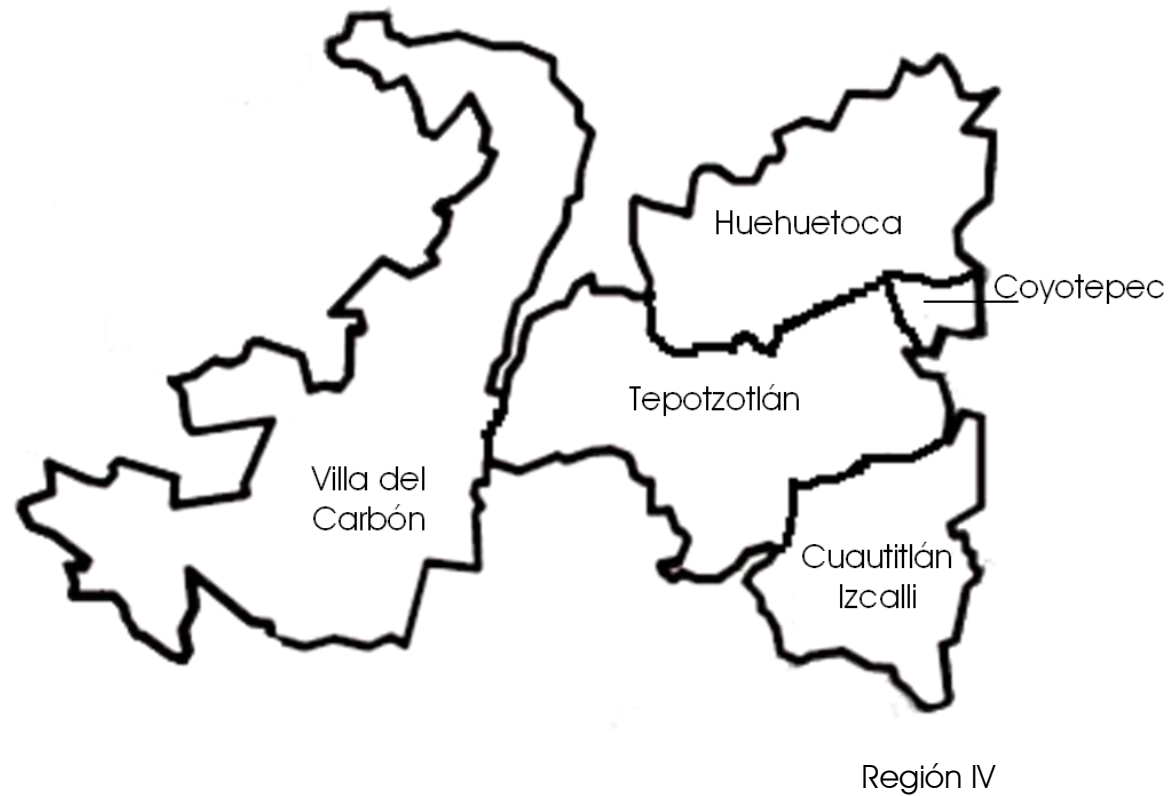 Huehuetoca
Coyotepec
Tepotzotlán
Villa del
Carbón
Cuautitlán
Izcalli
Región IV